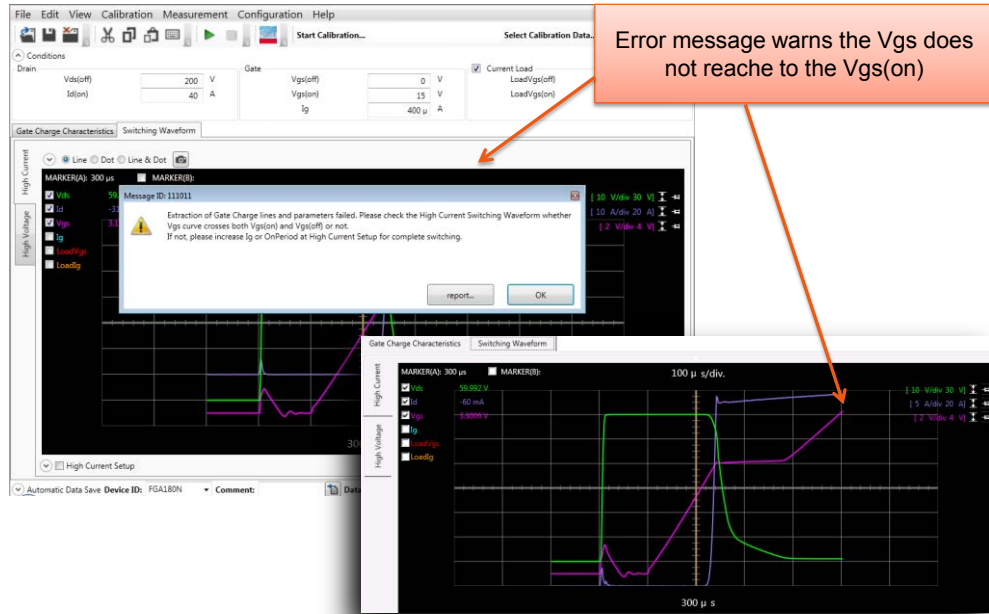 File Edit View Calibration Measurement Configuration Help
Start Calibration... Select Calibration Data..
Error message warns the Vgs does
not reache to the Vgs(on)
Conditions
Drain Gate Current Load
Vds(off) 200 V Vgs(off) 0 V LoadVgs(off)
Id(on) 40 A Vgs(on) 15 V LoadVgs(on)
Ig 400 µ A
Gate Charge Characteristics Switching Waveform
High Current
High Voltage
Line Dot Line & Dot
MARKER(A): 300 µs MARKER(B):
Vds 59. [ 10 V/div 30 V]
Id -3 [ 10 A/div 20 A]
Vgs 3.1 [ 2 V/div 4 V]
Ig
LoadVgs
LoadIg
Message ID: 111011
Extraction of Gate Charge lines and parameters failed. Please check the High Current Switching Waveform whether
Vgs curve crosses both Vgs(on) and Vgs(off) or not.
If not, please increase Ig or OnPeriod at High Current Setup for complete switching.
report... OK
30
High Current Setup
Automatic Data Save Device ID: FGA180N Comment: Data
Gate Charge Characteristics Switching Waveform
High Current
High Voltage
MARKER(A): 300 µs MARKER(B): 100 µ s/div.
Vds 59.992 V [ 10 V/div 30 V]
Id -60 mA [ 5 A/div 20 A]
Vgs [ 2 V/div 4 V]
Ig
LoadVgs
LoadIg
300 µ s